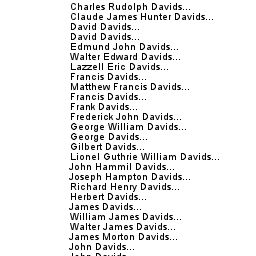 Charles Rudolph Davids...
Claude James Hunter Davids...
David Davids...
David Davids...
Edmund John Davids...
Walter Edward Davids...
Lazzell Eric Davids...
Francis Davids...
Matthew Francis Davids...
Francis Davids...
Frank Davids...
Frederick John Davids...
George William Davids...
George Davids...
Gilbert Davids...
Lionel Guthrie William Davids...
John Hammil Davids...
Joseph Hampton Davids...
Richard Henry Davids...
Herbert Davids...
James Davids...
William James Davids...
Walter James Davids...
James Morton Davids...
John Davids...
John Davids...